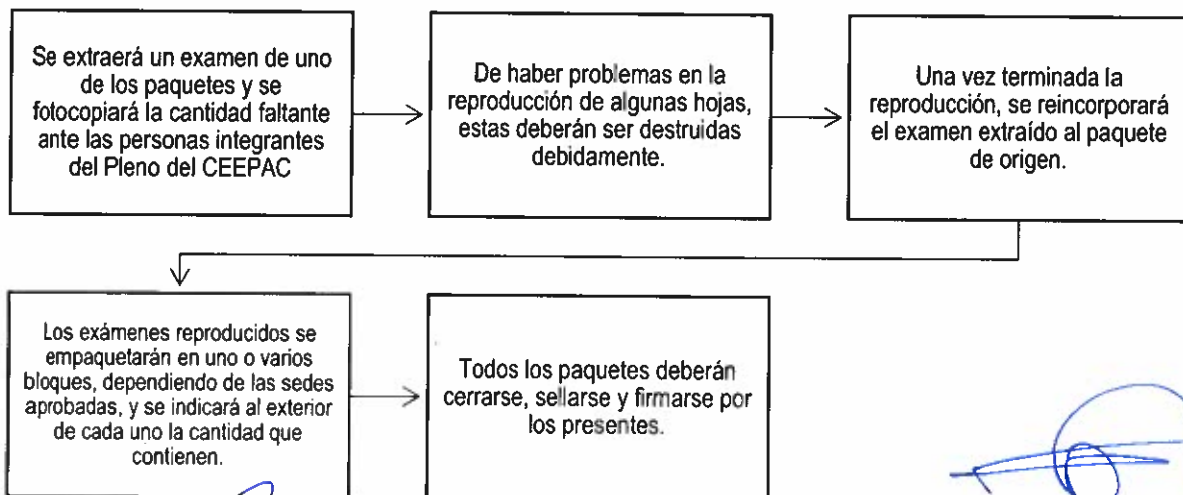 Se extraerá un examen de uno
de los paquetes y se
fotocopiará la cantidad faltante
ante las personas integrantes
del Pleno del CEEPAC
De haber problemas en la
reproducción de algunas hojas,
estas deberán ser destruidas
debidamente.
Una vez terminada la
reproducción, se reincorporará
el examen extraído al paquete
de origen.
Los exámenes reproducidos se
empaquetarán en uno o varios
bloques, dependiendo de las sedes
aprobadas, y se indicará al exterior
de cada uno la cantidad que
contienen.
Todos los paquetes deberán
cerrarse, sellarse y firmarse por
los presentes.